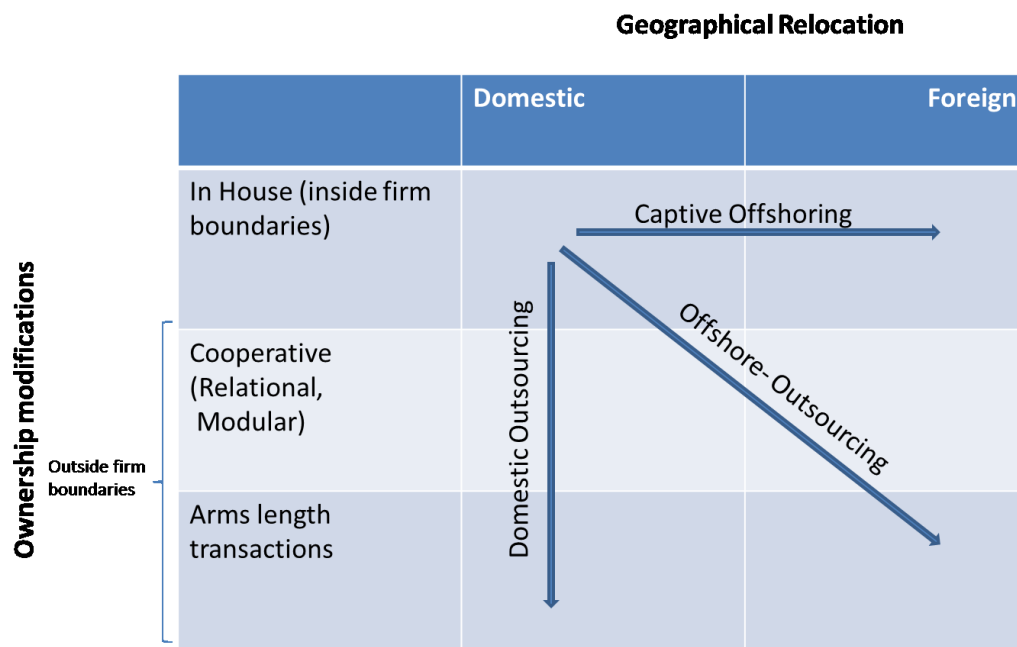 Geographical Relocation
Domestic
Foreign
In House (inside firm
boundaries)
Captive Offshoring
Ownership modifications
Outside firm
boundaries
Cooperative
(Relational,
Modular)
Domestic Outsourcing
Offshore- Outsourcing
Arms length
transactions